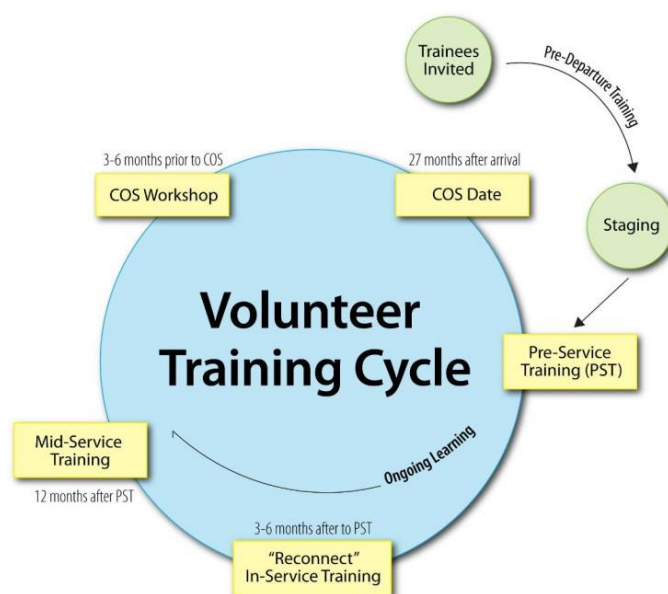 Trainees
Invited
Pre-Departure Training
Staging
3-6 months prior to COS
COS Workshop
27 months after arrival
COS Date
Volunteer
Training Cycle
Pre-Service
Training (PST)
Mid-Service
Training
12 months after PST
Ongoing Learning
3-6 months after to PST
“Reconnect”
In-Service Training